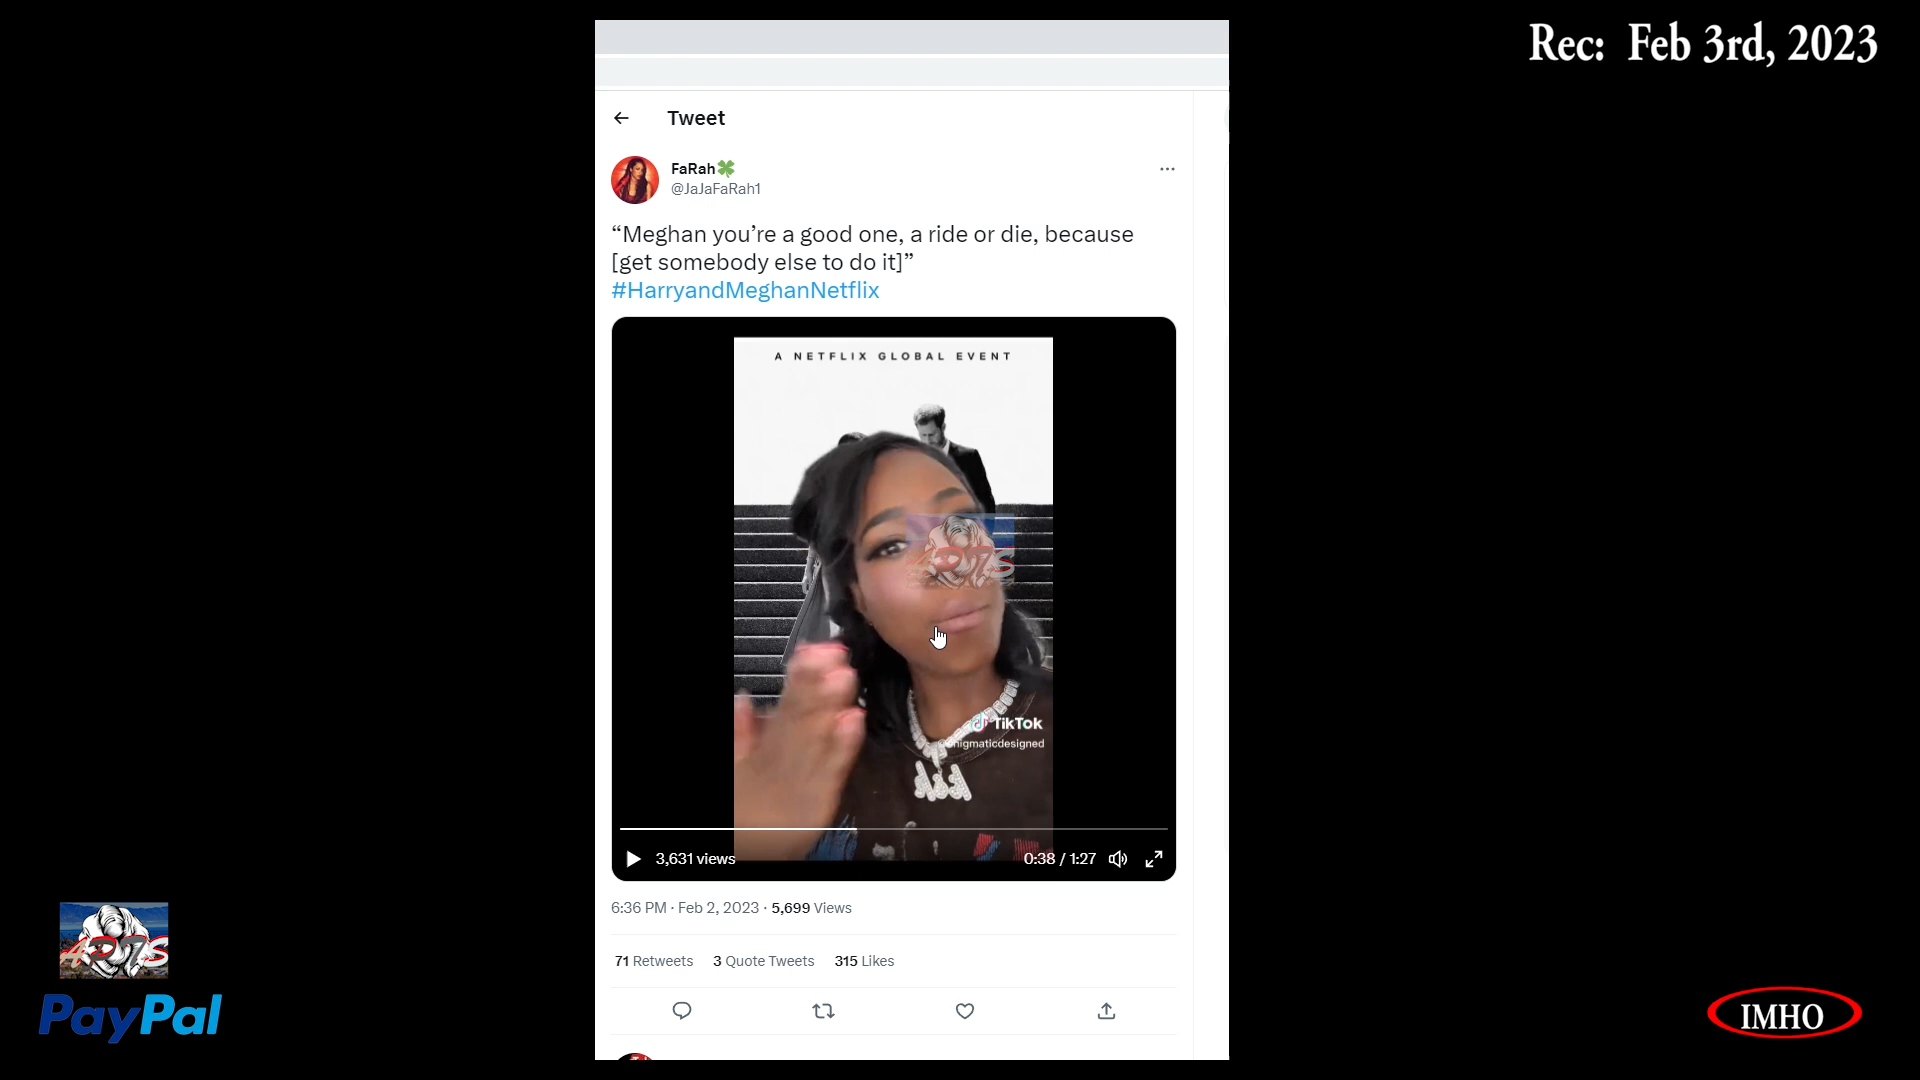 Rec: Feb 3rd, 2023
Tweet
FaRah🍀
@JaJaFaRah1
“Meghan you’re a good one, a ride or die, because
[get somebody else to do it]”
#HarryandMeghanNetflix
A NETFLIX GLOBAL EVENT
TikTok
@enigmaticdesigned
3,631 views
0:38 / 1:27
6:36 PM · Feb 2, 2023 · 5,699 Views
71 Retweets 3 Quote Tweets 315 Likes
PayPal
IMHO